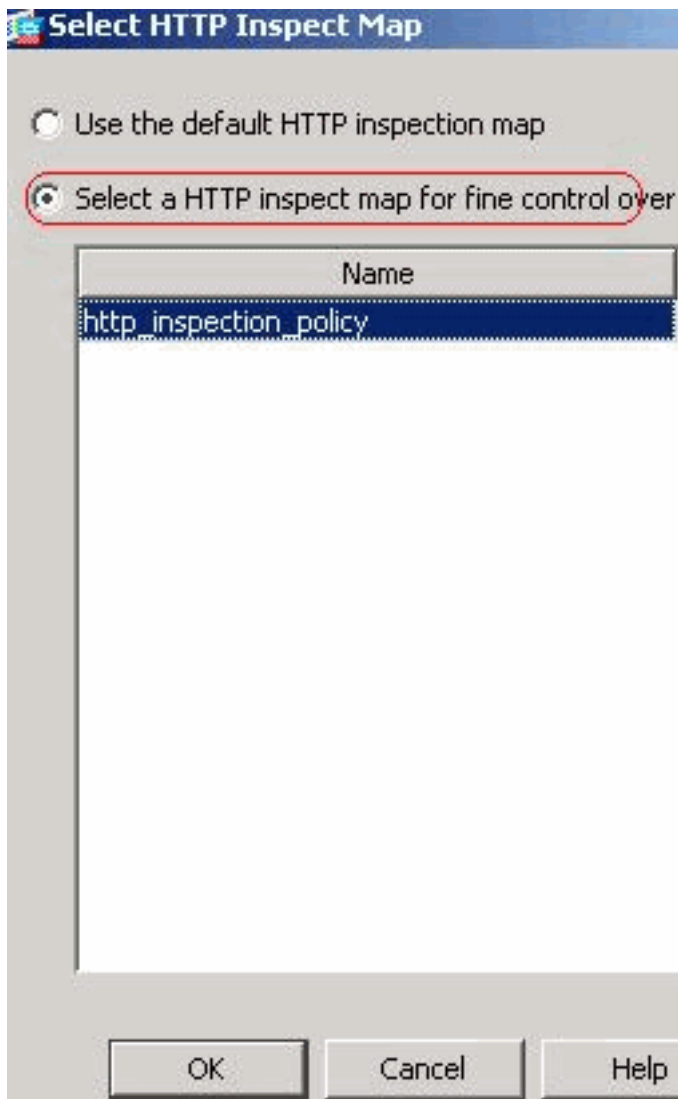 Select HTTP Inspect Map
Use the default HTTP inspection map
Select a HTTP inspect map for fine control over
Name
http_inspection_policy
OK
Cancel
Help